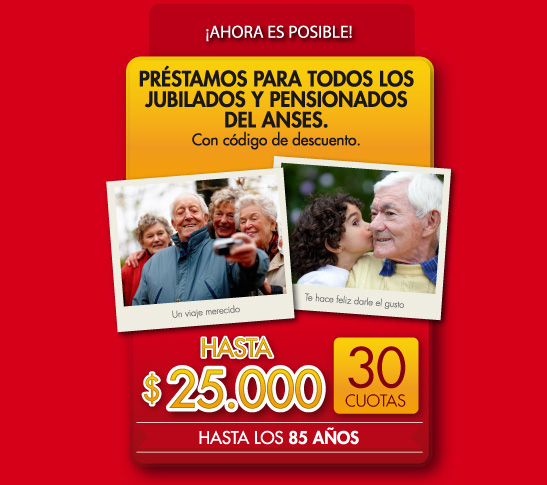 ¡AHORA ES POSIBLE!
PRÉSTAMOS PARA TODOS LOS
JUBILADOS Y PENSIONADOS
DEL ANSES.
Con código de descuento.
Un viaje merecido
Te hace feliz darle el gusto
HASTA
$ 25.000
30
CUOTAS
HASTA LOS 85 AÑOS